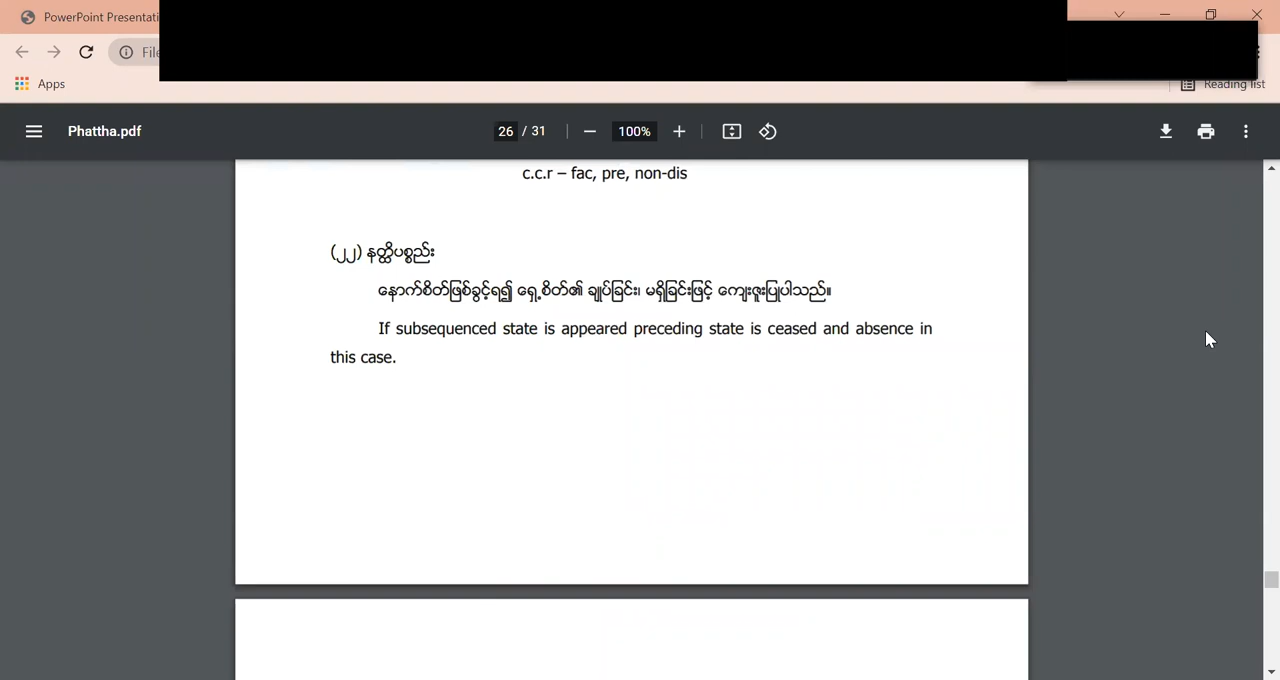 PowerPoint Presentati
File
Apps
Reading list
Phattha.pdf
26 / 31
100%
c.c.r – fac, pre, non-dis
(၂၂) နတ္ထိပစ္စည်း
နောက်စိတ်ဖြစ်ခွင့်ရ၍ ရှေ့စိတ်၏ ချုပ်ခြင်း၊ မရှိခြင်းဖြင့် ကျေးဇူးပြုပါသည်။
If subsequenced state is appeared preceding state is ceased and absence in
this case.